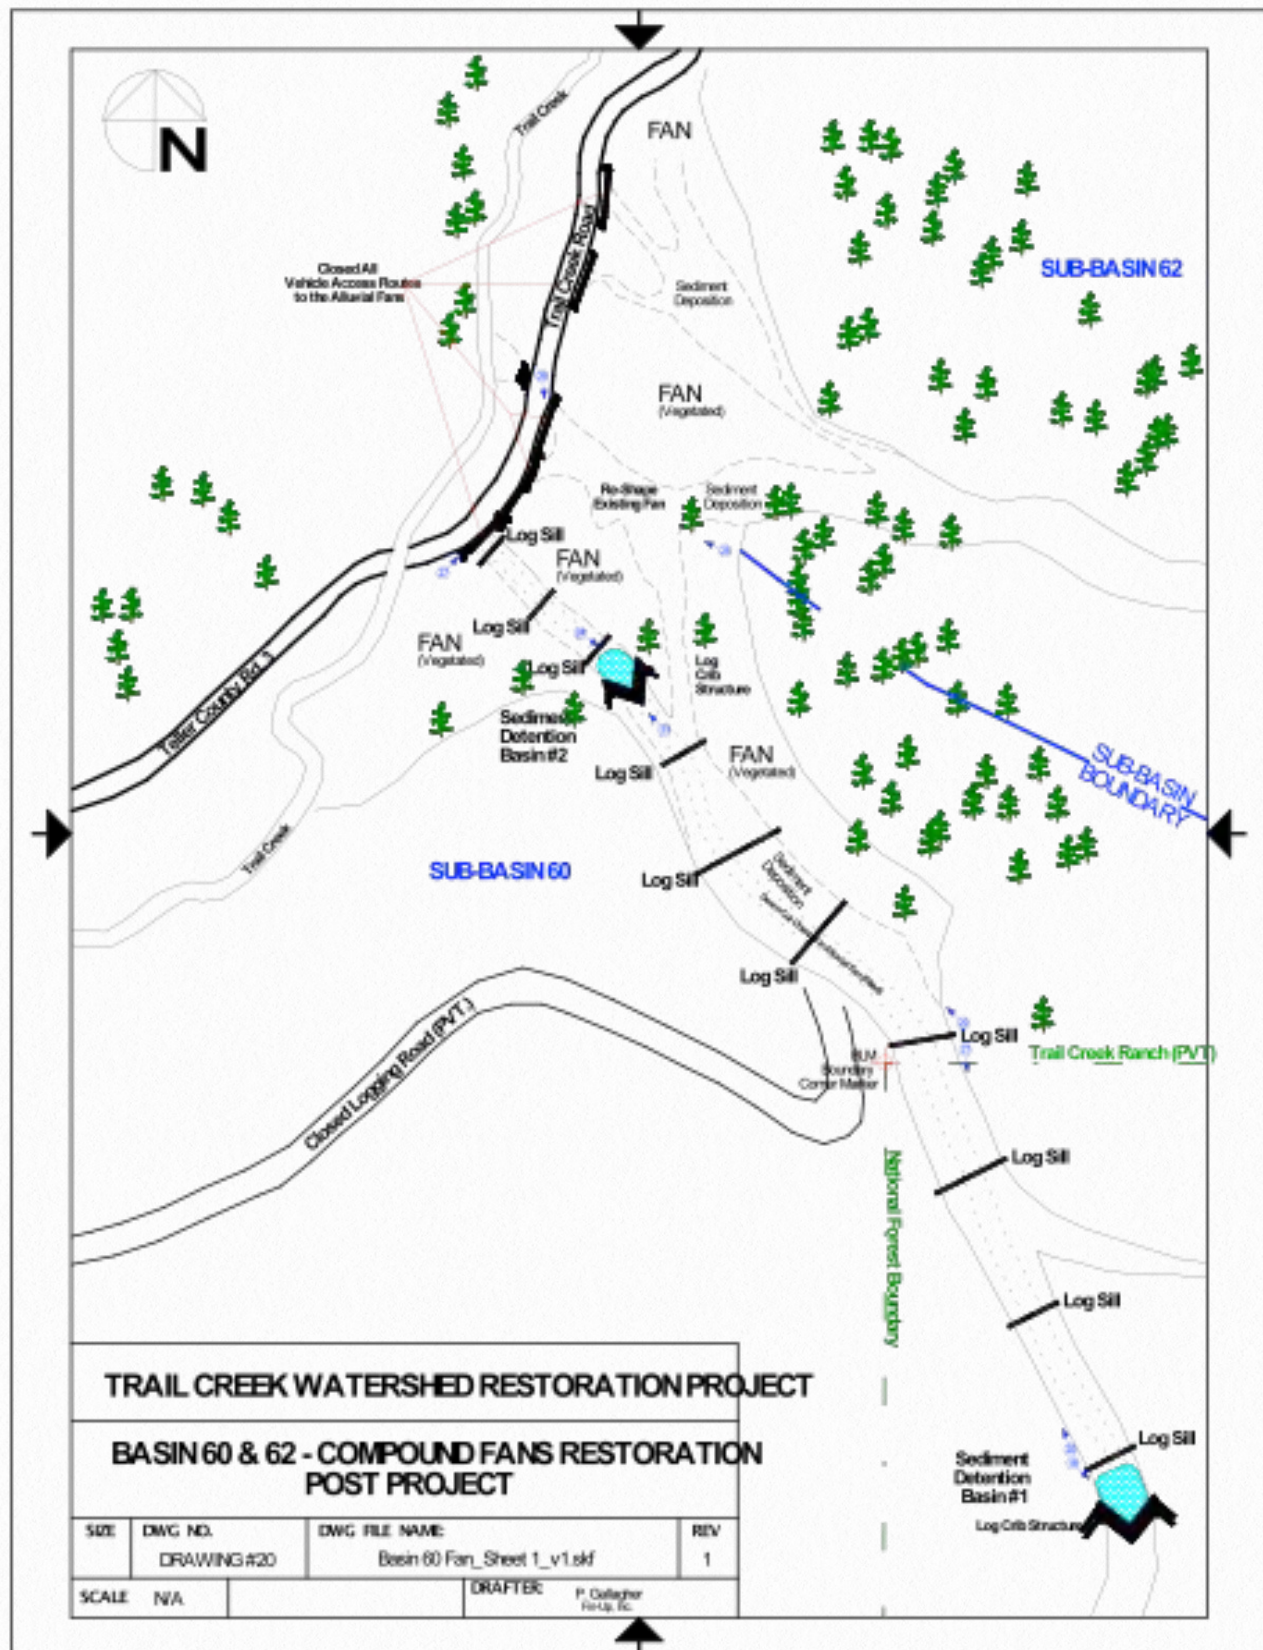 N
Trail Creek
FAN
Closed All
Vehicle Access Routes
to the Alluvial Fans
Trail Creek Road
SUB-BASIN 62
Sediment
Deposition
FAN
(Vegetated)
Re-Shape
Existing Fan
Sediment
Deposition
Log Sill
FAN
(Vegetated)
Log Sill
FAN
(Vegetated)
Log Sill
Log
Crib
Structure
Teller County Rd. 3
Sediment
Detention
Basin #2
Log Sill
FAN
(Vegetated)
SUB-BASIN
BOUNDARY
Trail Creek
SUB-BASIN 60
Log Sill
Sediment
Deposition
Log Sill
Log Sill
Trail Creek Ranch (PVT)
BLM
Boundary
Corner Marker
Closed Logging Road (PVT.)
Log Sill
National Forest Boundary
Log Sill
Log Sill
Sediment
Detention
Basin #1
Log Crib Structure
TRAIL CREEK WATERSHED RESTORATION PROJECT
BASIN 60 & 62 - COMPOUND FANS RESTORATION
POST PROJECT
SIZE DWG NO. DWG FILE NAME: REV
DRAWING #20 Basin 60 Fan_Sheet 1_v1.skf 1
SCALE N/A DRAFTER: P. Gallagher